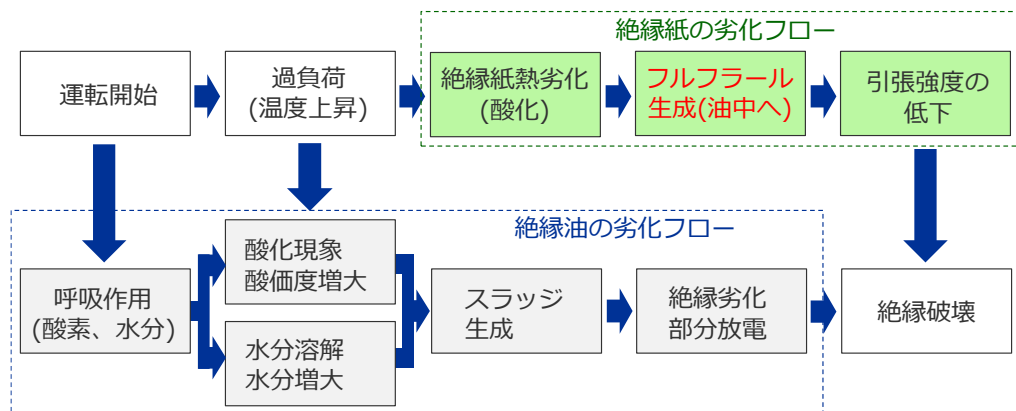 絶縁紙の劣化フロー
運転開始
過負荷
(温度上昇)
絶縁紙熱劣化
(酸化)
フルフラール
生成(油中へ)
引張強度の
低下
絶縁油の劣化フロー
呼吸作用
(酸素、水分)
酸化現象
酸価度増大
水分溶解
水分増大
スラッジ
生成
絶縁劣化
部分放電
絶縁破壊